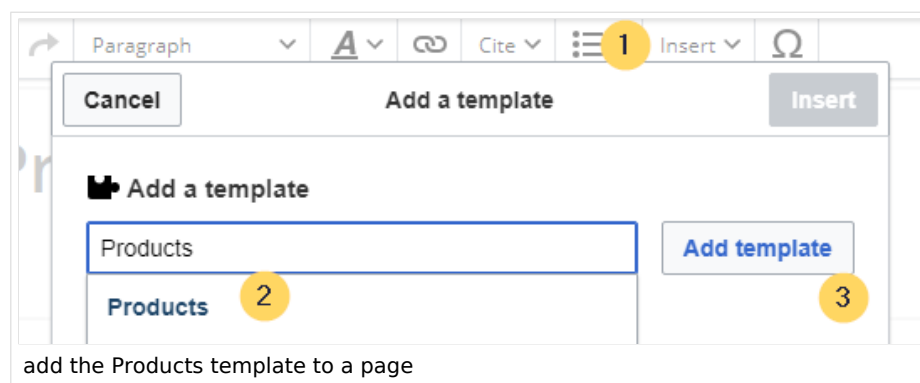 Paragraph A Cite 1 Insert Ω
Cancel Add a template Insert
Pr
Add a template
Products Add template
Products 2 3
add the Products template to a page